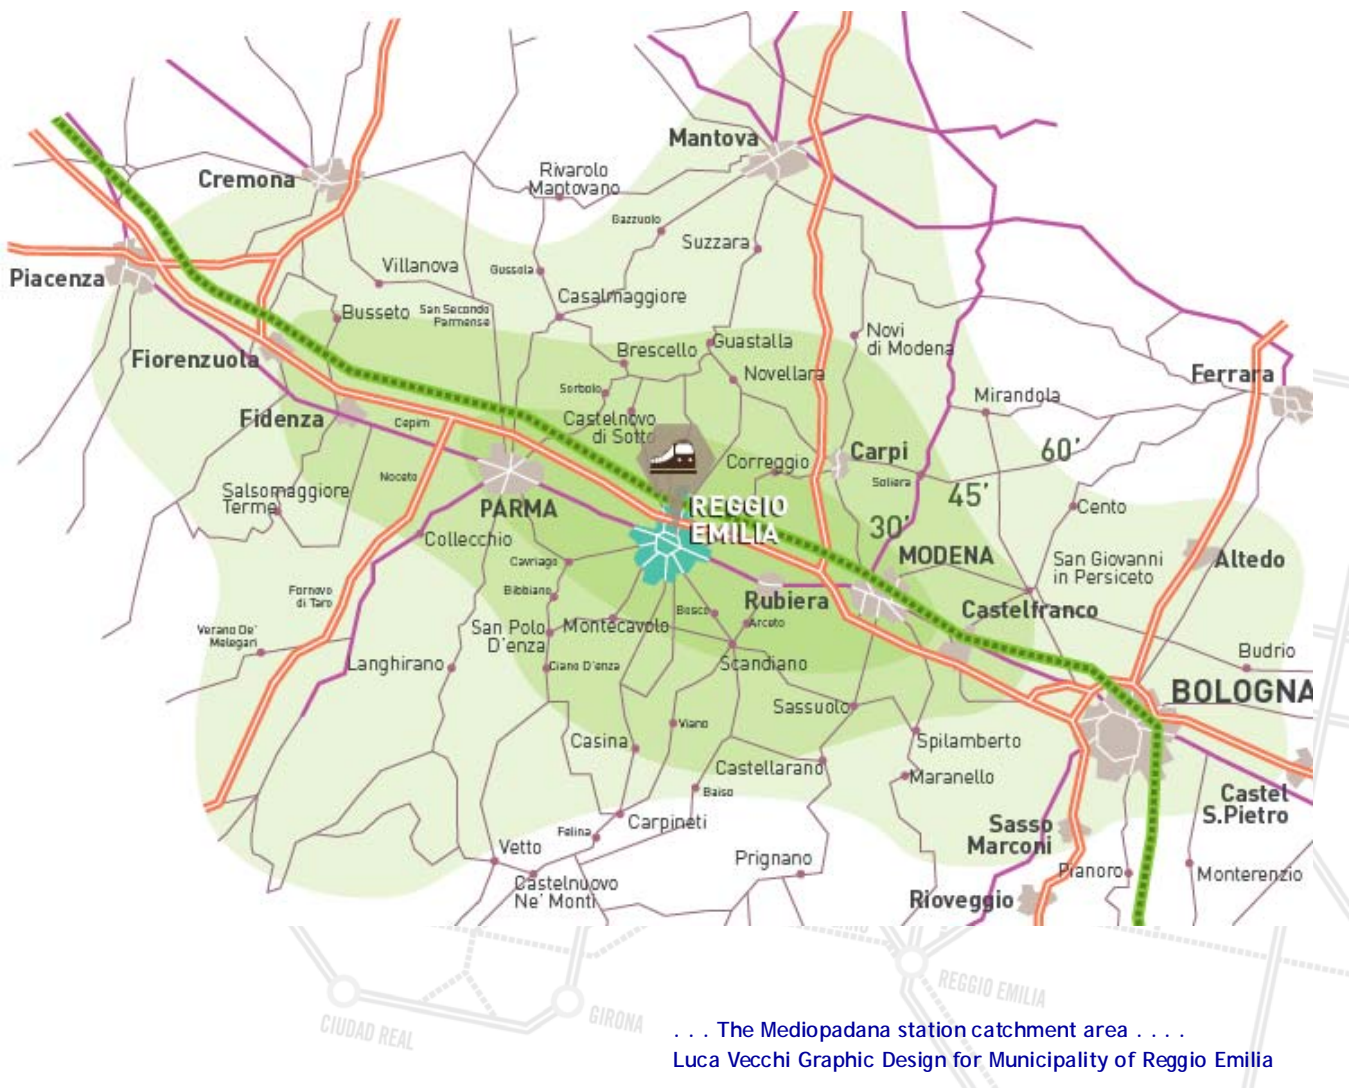 Mantova
Cremona
Rivarolo
Mantovano
Gazzuolo
Suzzara
Piacenza
Villanova
Gussola
Casalmaggiore
Busseto
San Secondo
Parmense
Novi
di Modena
Guastalla
Brescello
Fiorenzuola
Novellara
Ferrara
Sorbolo
Mirandola
Fidenza
Cepim
Castelnovo
di Sotto
60'
Carpi
Correggio
Noceto
Soliera
45'
Salsomaggiore
Terme
PARMA
REGGIO
EMILIA
Cento
30'
Collecchio
MODENA
Cavriago
San Giovanni
in Persiceto
Altedo
Fornovo
di Taro
Bibbiano
Rubiera
Bosco
Castelfranco
Arceto
Verano De'
Melegari
San Polo
D'enza
Montecavolo
Langhirano
Ciano D'enza
Scandiano
Budrio
BOLOGNA
Sassuolo
Viano
Casina
Spilamberto
Castellarano
Maranello
Baiso
Castel
S.Pietro
Carpineti
Felina
Sasso
Marconi
Vetto
Prignano
Pianoro
Monterenzio
Castelnuovo
Ne' Monti
Rioveggio
REGGIO EMILIA
CIUDAD REAL
GIRONA
. . . The Mediopadana station catchment area . . . .
Luca Vecchi Graphic Design for Municipality of Reggio Emilia